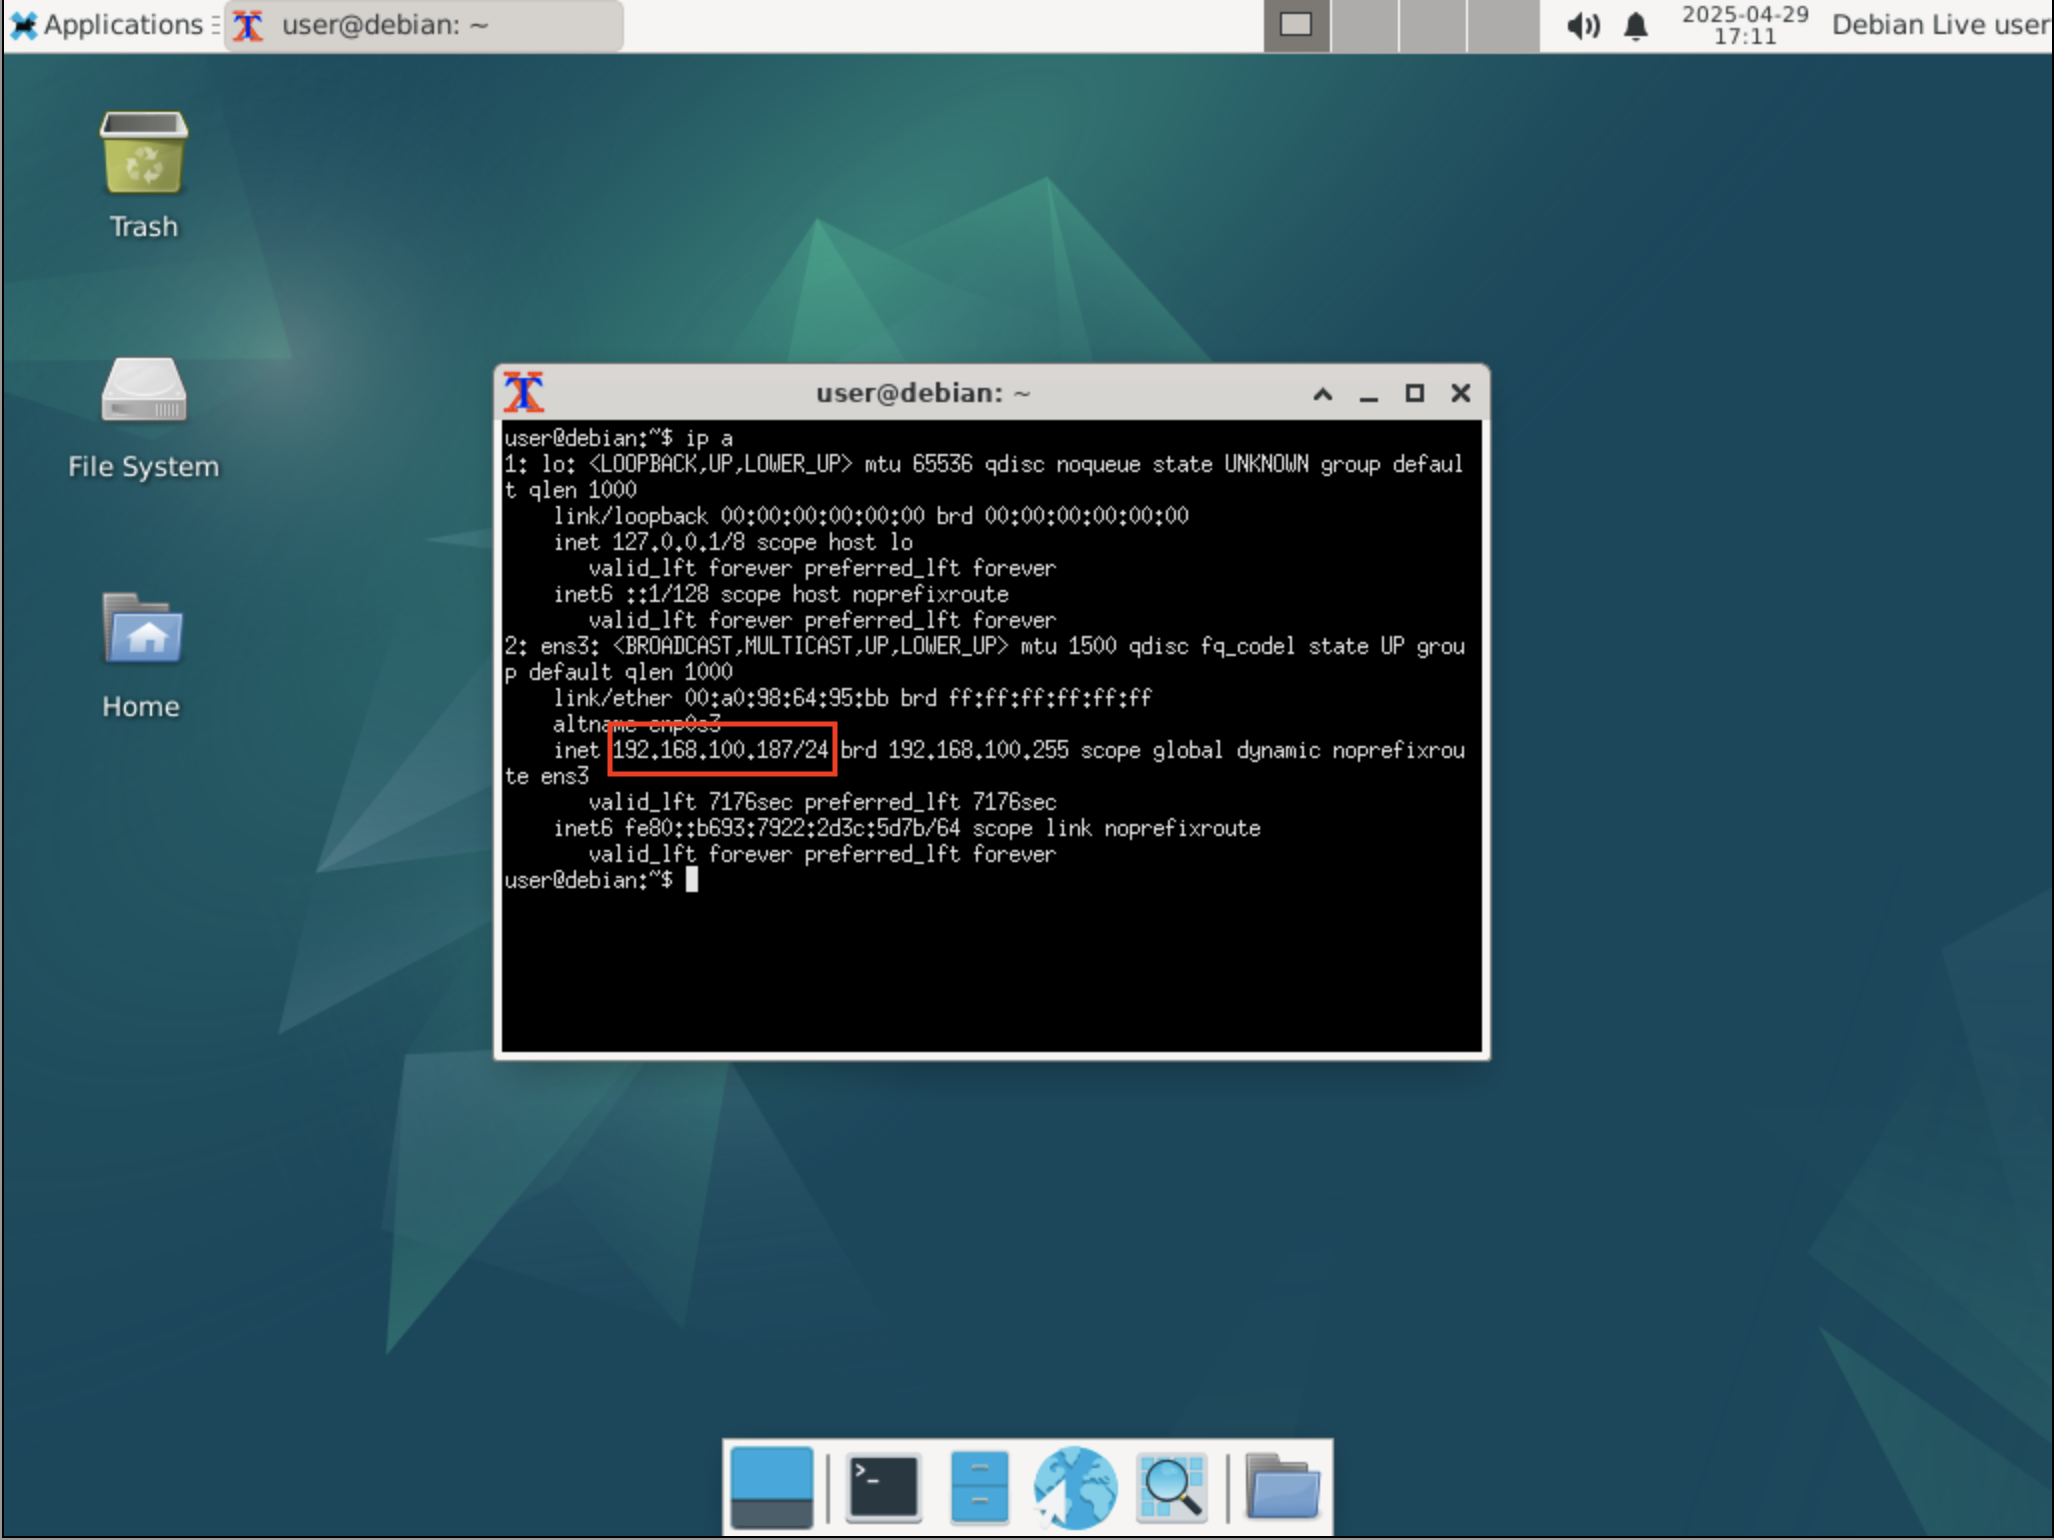 Applications
user@debian: ~
2025-04-29
17:11
Debian Live user
Trash
File System
Home
user@debian: ~
user@debian:~$ ip a
1: lo: <LOOPBACK,UP,LOWER_UP> mtu 65536 qdisc noqueue state UNKNOWN group defaul
t qlen 1000
link/loopback 00:00:00:00:00:00 brd 00:00:00:00:00:00
inet 127.0.0.1/8 scope host lo
valid_lft forever preferred_lft forever
inet6 ::1/128 scope host noprefixroute
valid_lft forever preferred_lft forever
2: ens3: <BROADCAST,MULTICAST,UP,LOWER_UP> mtu 1500 qdisc fq_codel state UP grou
p default qlen 1000
link/ether 00:a0:98:64:95:bb brd ff:ff:ff:ff:ff:ff
altname enp0s3
inet 192.168.100.187/24 brd 192.168.100.255 scope global dynamic noprefixrou
te ens3
valid_lft 7176sec preferred_lft 7176sec
inet6 fe80::b693:7922:2d3c:5d7b/64 scope link noprefixroute
valid_lft forever preferred_lft forever
user@debian:~$